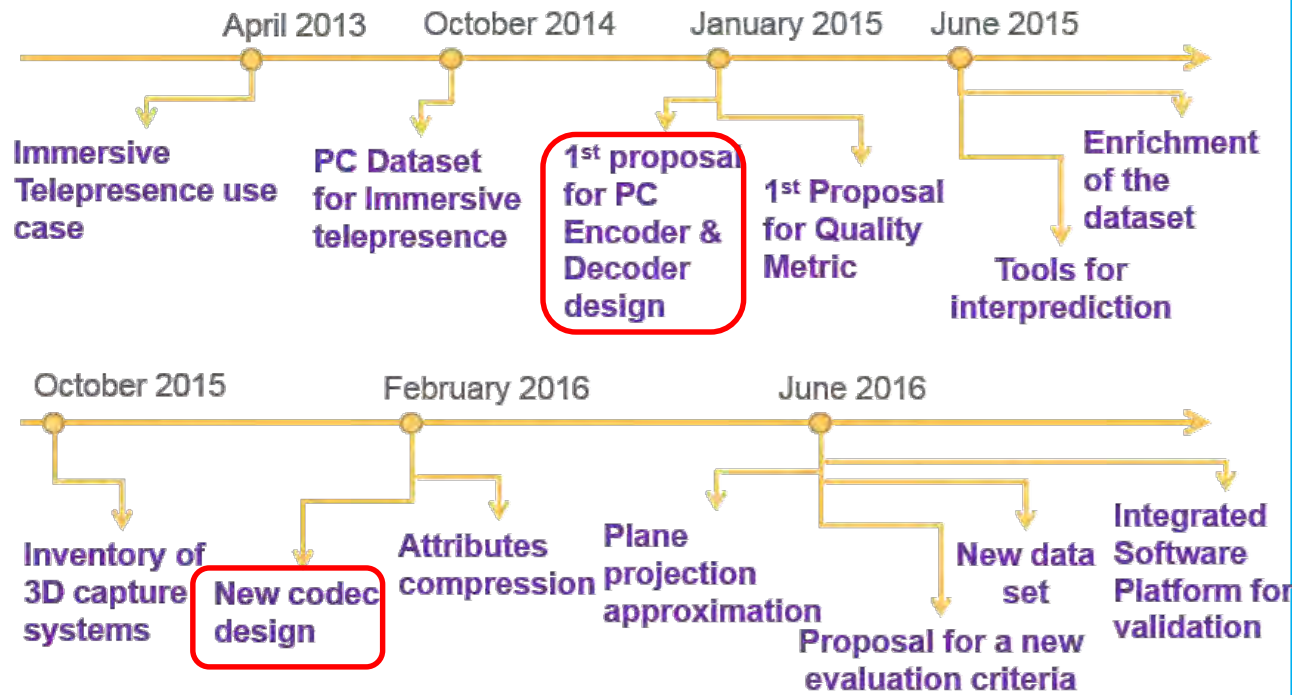 April 2013
October 2014
January 2015
June 2015
Immersive
Telepresence use
case
PC Dataset
for Immersive
telepresence
1st proposal
for PC
Encoder &
Decoder
design
1st Proposal
for Quality
Metric
Tools for
interprediction
Enrichment
of the
dataset
October 2015
February 2016
June 2016
Inventory of
3D capture
systems
New codec
design
Attributes
compression
Plane
projection
approximation
Proposal for a new
evaluation criteria
New data
set
Integrated
Software
Platform for
validation